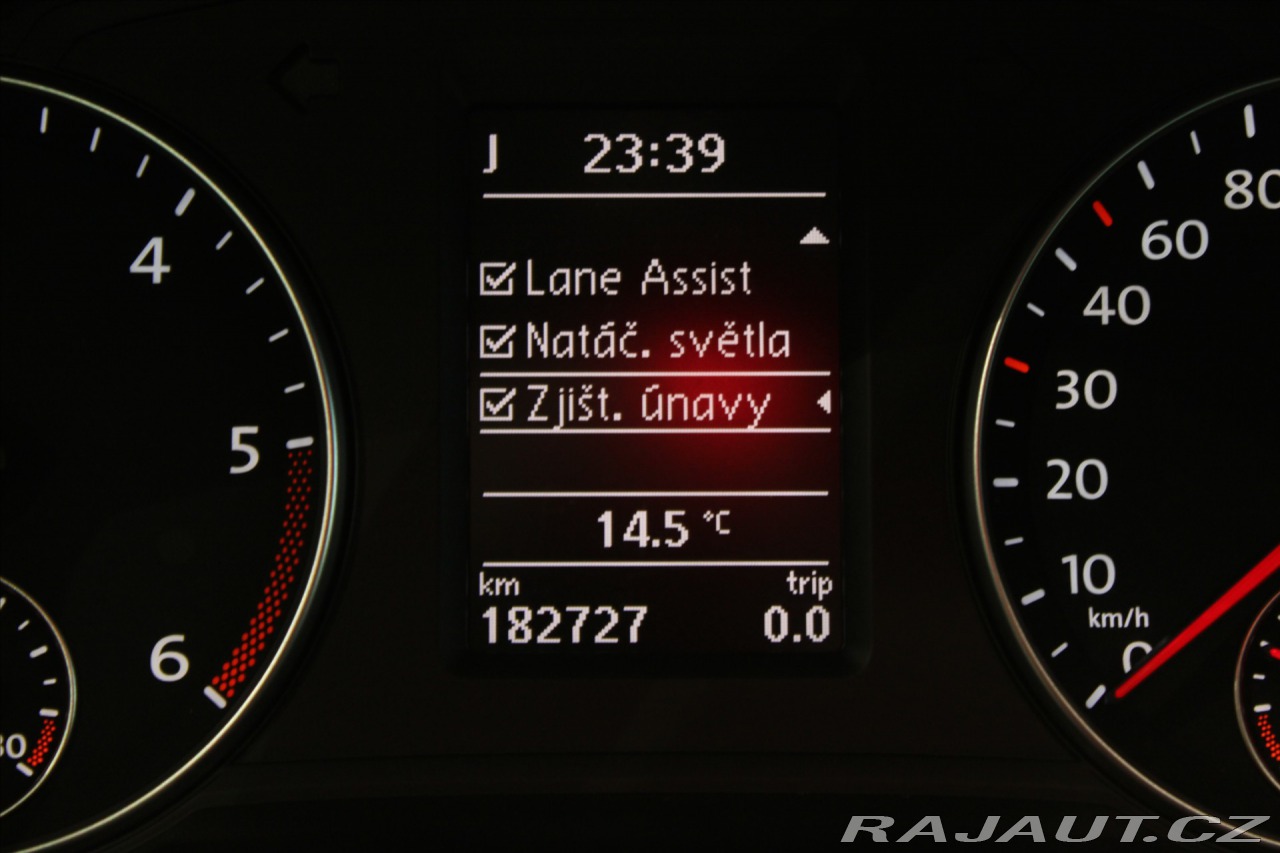 J 23:39
Lane Assist
Natáč. světla
Zjišt. únavy
14.5 °C
km trip
182727 0.0
4
5
6
80
60
40
30
20
10
km/h
0
RAJAUT.CZ